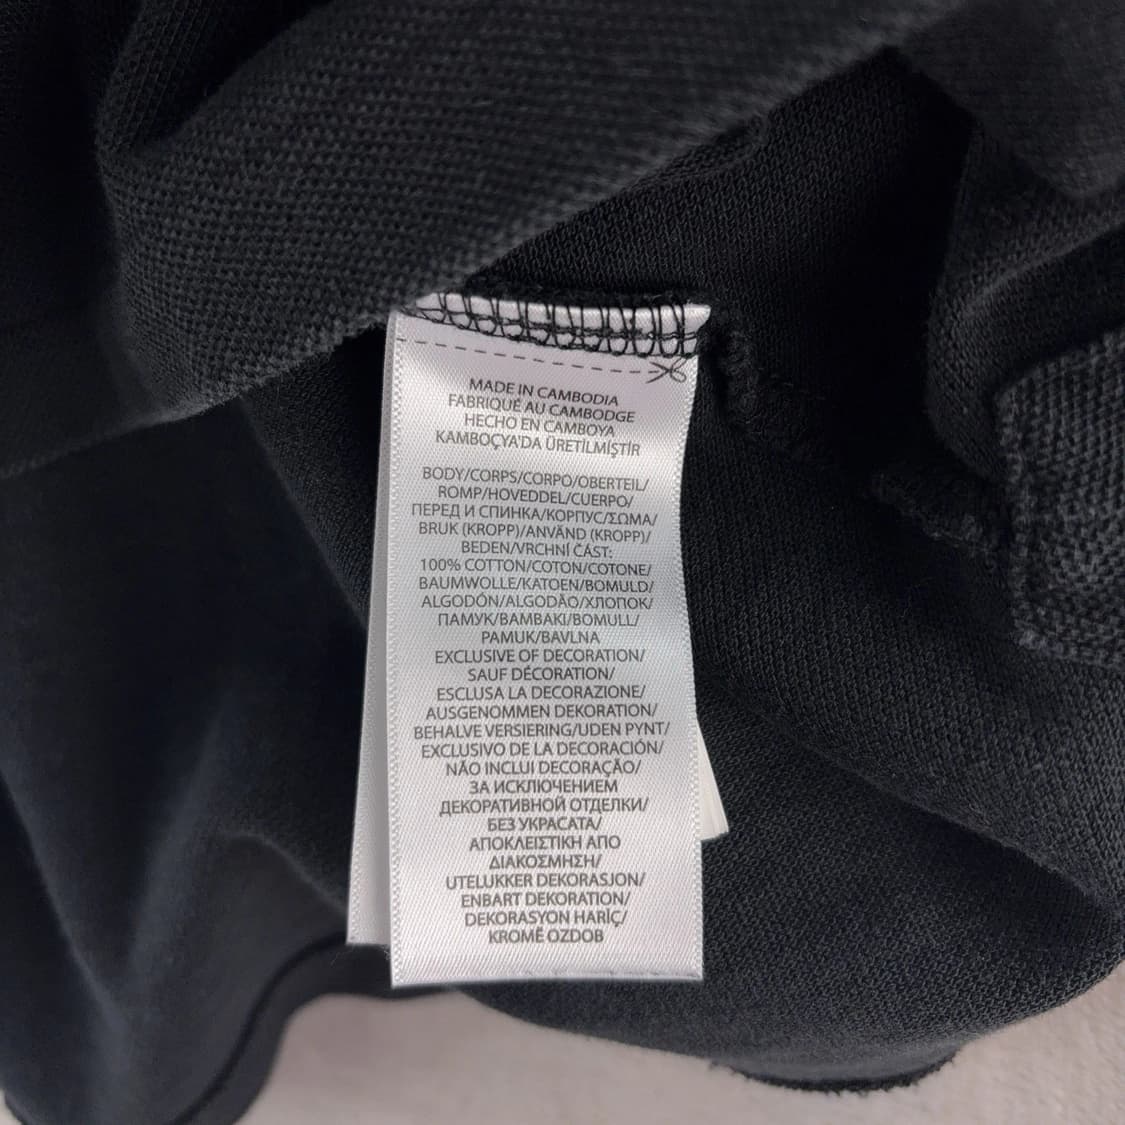 MADE IN CAMBODIA
FABRIQUÉ AU CAMBODGE
HECHO EN CAMBOYA
KAMBOÇYA'DA ÜRETİLMİŞTİR
BODY/CORPS/CORPO/OBERTEIL/
ROMP/HOVEDDEL/CUERPO/
ПЕРЕД И СПИНКА/КОРПУС/ΣΩΜΑ/
BRUK (KROPP)/ANVÄND (KROPP)/
BEDEN/VRCHNÍ ČÁST:
100% COTTON/COTON/COTONE/
BAUMWOLLE/KATOEN/BOMULD/
ALGODÓN/ALGODÃO/ХЛОПОК/
ПАМУК/ΒΑΜΒΑΚΙ/BOMULL/
PAMUK/BAVLNA
EXCLUSIVE OF DECORATION/
SAUF DÉCORATION/
ESCLUSA LA DECORAZIONE/
AUSGENOMMEN DEKORATION/
BEHALVE VERSIERING/UDEN PYNT/
EXCLUSIVO DE LA DECORACIÓN/
NÃO INCLUI DECORAÇÃO/
ЗА ИСКЛЮЧЕНИЕМ
ДЕКОРАТИВНОЙ ОТДЕЛКИ/
БЕЗ УКРАСАТА/
ΑΠΟΚΛΕΙΣΤΙΚΗ ΑΠΟ
ΔΙΑΚΟΣΜΗΣΗ/
UTELUKKER DEKORASJON/
ENBART DEKORATION/
DEKORASYON HARİÇ/
KROMĚ OZDOB